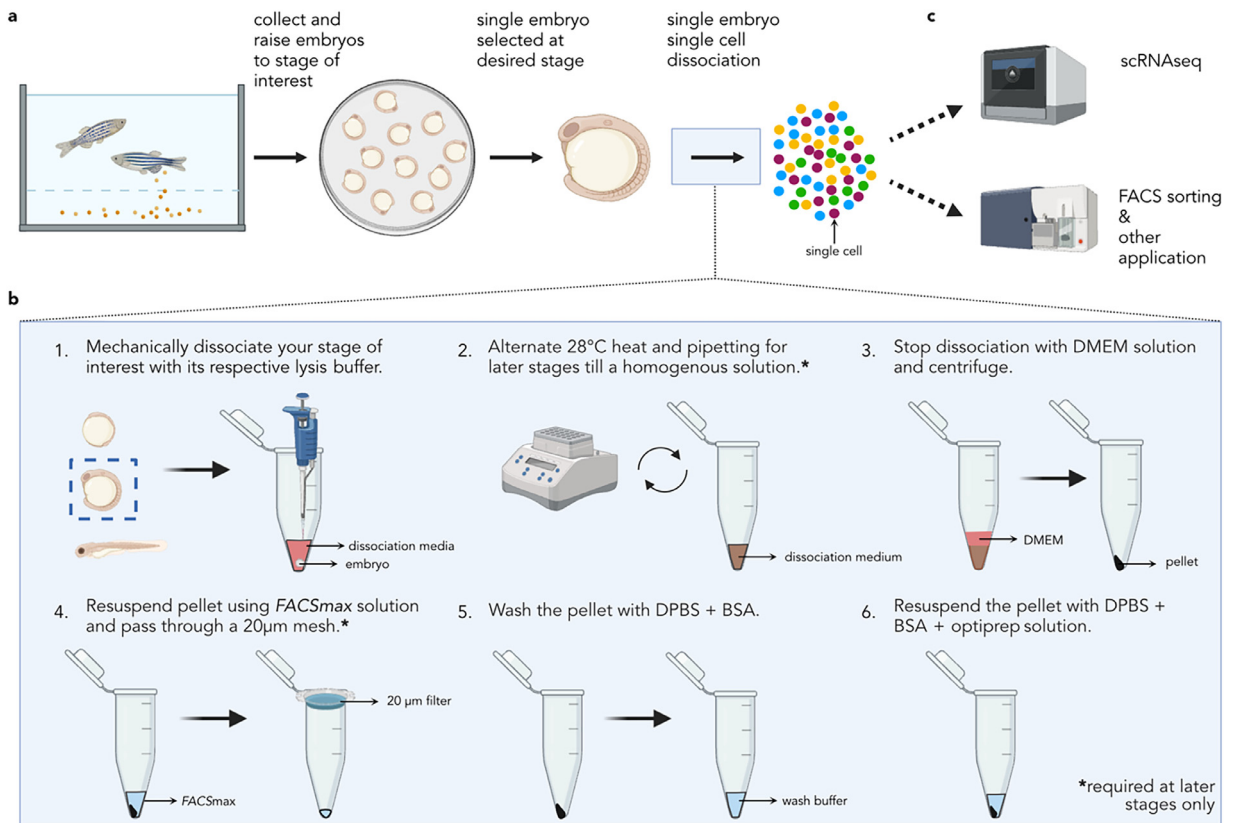 a
collect and
raise embryos
to stage of
interest
single embryo
selected at
desired stage
single embryo
single cell
dissociation
single cell
c
scRNAseq
FACS sorting
&
other
application
b
1. Mechanically dissociate your stage of
interest with its respective lysis buffer.
dissociation media
embryo
2. Alternate 28°C heat and pipetting for
later stages till a homogenous solution.*
dissociation medium
3. Stop dissociation with DMEM solution
and centrifuge.
DMEM
pellet
4. Resuspend pellet using FACSmax solution
and pass through a 20µm mesh.*
FACSmax
20 µm filter
5. Wash the pellet with DPBS + BSA.
wash buffer
6. Resuspend the pellet with DPBS +
BSA + optiprep solution.
*required at later
stages only